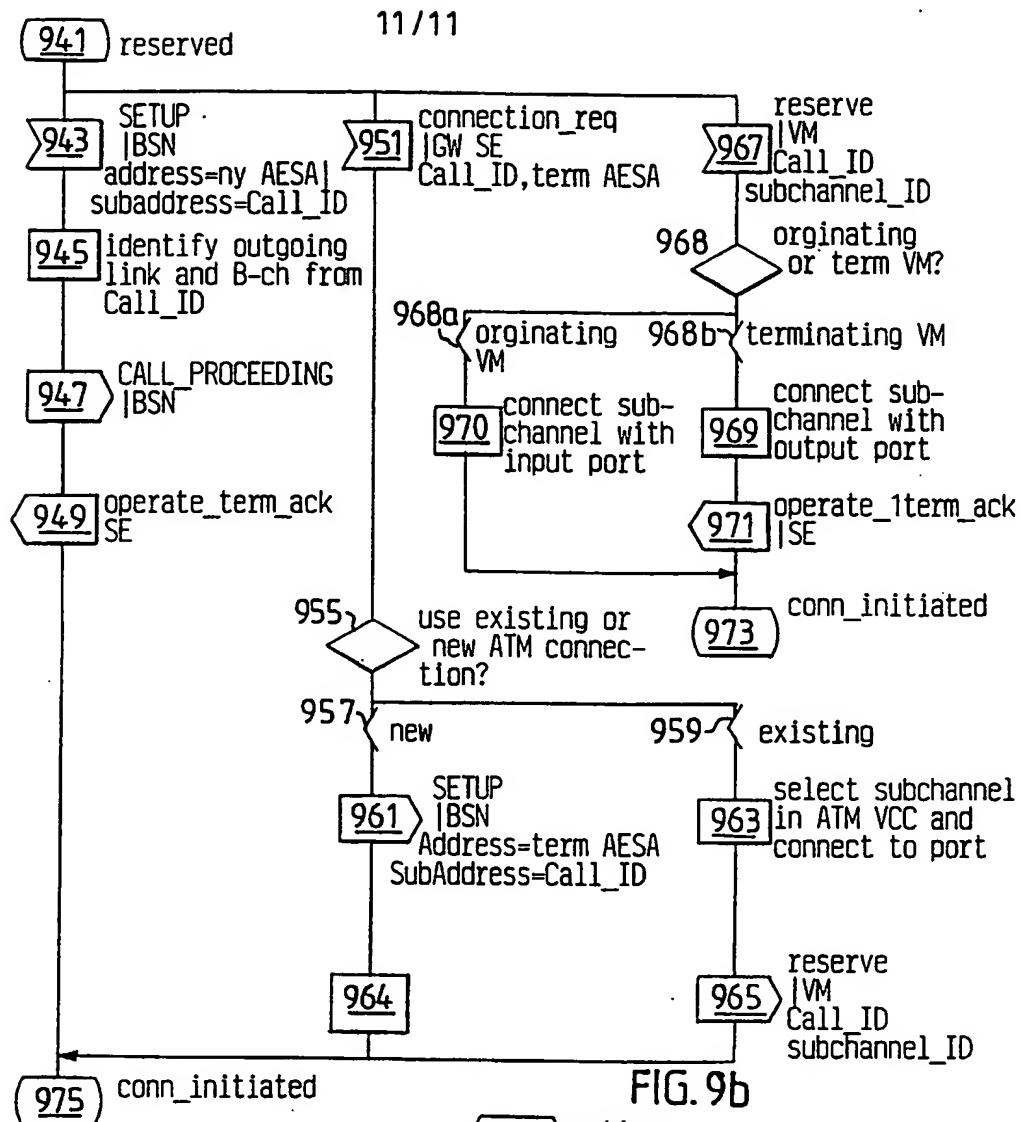 11/11
941 reserved
943 SETUP
|BSN
address=ny AESA|
subaddress=Call_ID
945 identify outgoing
link and B-ch from
Call_ID
947 CALL_PROCEEDING
|BSN
949 operate_term_ack
SE
951 connection_req
|GW SE
Call_ID,term AESA
967 reserve
|VM
Call_ID
subchannel_ID
968 orginating
or term VM?
968a orginating
VM
968b terminating VM
970 connect sub-
channel with
input port
connect sub-
969 channel with
output port
971 operate_1term_ack
|SE
conn_initiated
973
955 use existing or
new ATM connec-
tion?
957 new
959 existing
961 SETUP
|BSN
Address=term AESA
SubAddress=Call_ID
select subchannel
963 in ATM VCC and
connect to port
964
965 reserve
|VM
Call_ID
subchannel_ID
975 conn_initiated
FIG. 9b